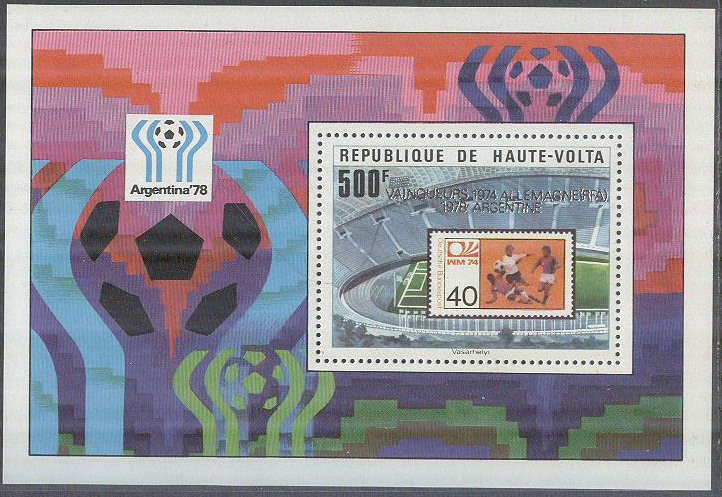 Argentina'78
REPUBLIQUE DE HAUTE-VOLTA
500F
VAINQUEURS 1974 ALLEMAGNE (RFA)
1978 ARGENTINE
Deutsche Bundespost
WM 74
40
Vasarhelyi